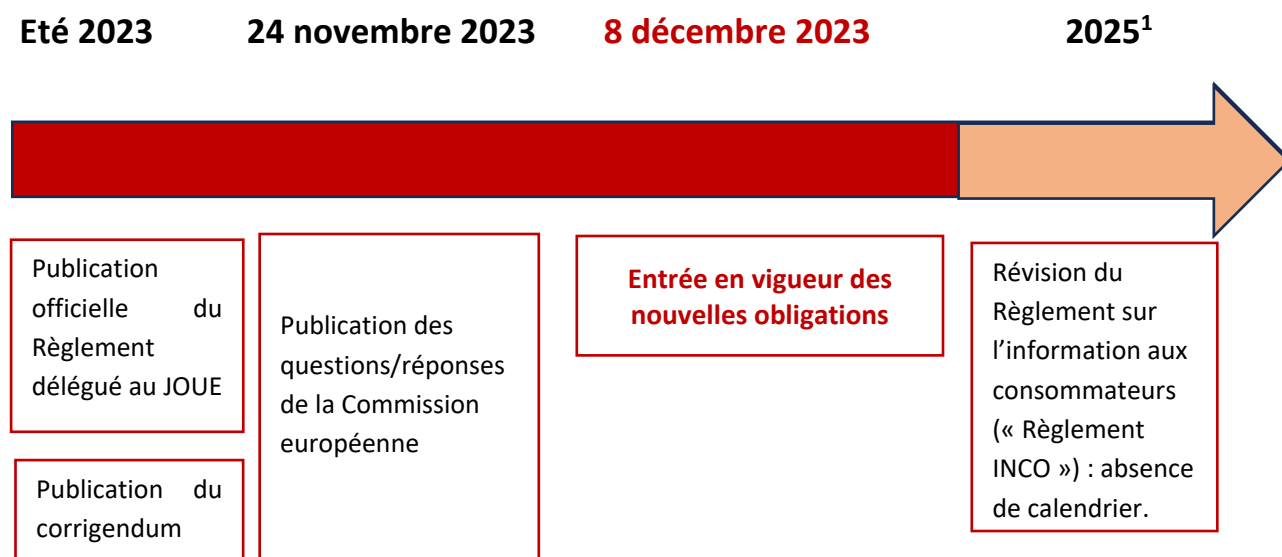 Eté 2023
24 novembre 2023
8 décembre 2023
2025¹
Publication
officielle du
Règlement
délégué au JOUE
Publication du
corrigendum
Publication des
questions/réponses
de la Commission
européenne
Entrée en vigueur des
nouvelles obligations
Révision du
Règlement sur
l’information aux
consommateurs
(« Règlement
INCO ») : absence
de calendrier.